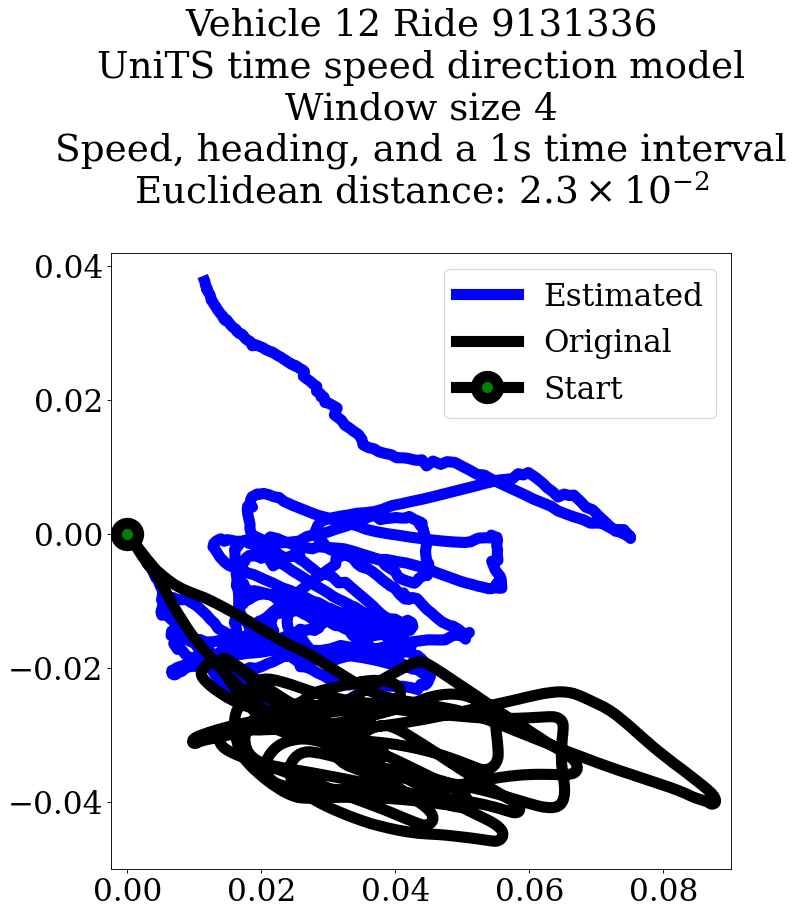 Vehicle 12 Ride 9131336
UniTS time speed direction model
Window size 4
Speed, heading, and a 1s time interval
Euclidean distance: 2.3 × 10⁻²
0.04
0.02
0.00
−0.02
−0.04
Estimated
Original
Start
0.00 0.02 0.04 0.06 0.08